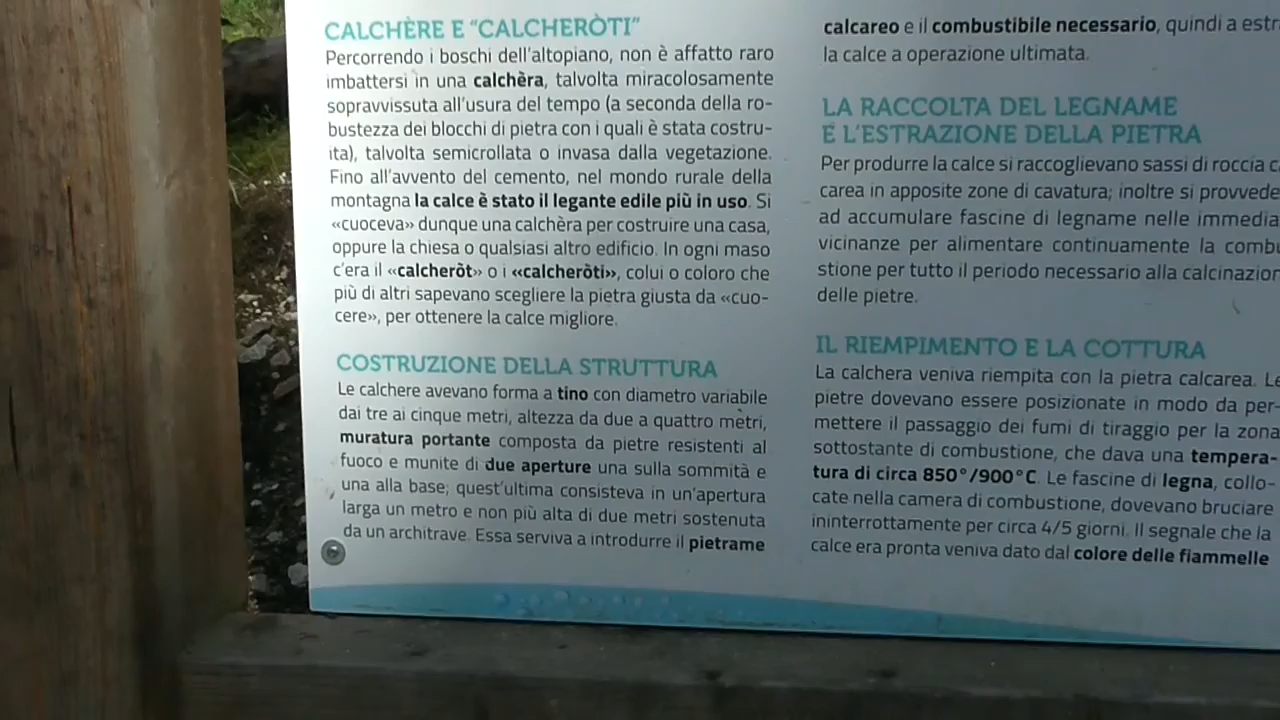 CALCHÈRE E “CALCHERÒTI”
Percorrendo i boschi dell'altopiano, non è affatto raro
imbattersi in una calchèra, talvolta miracolosamente
sopravvissuta all'usura del tempo (a seconda della ro-
bustezza dei blocchi di pietra con i quali è stata costru-
ita), talvolta semicrollata o invasa dalla vegetazione.
Fino all'avvento del cemento, nel mondo rurale della
montagna la calce è stato il legante edile più in uso. Si
«cuoceva» dunque una calchèra per costruire una casa,
oppure la chiesa o qualsiasi altro edificio. In ogni maso
c'era il «calcheròt» o i «calcheròti», colui o coloro che
più di altri sapevano scegliere la pietra giusta da «cuo-
cere», per ottenere la calce migliore.
COSTRUZIONE DELLA STRUTTURA
Le calchere avevano forma a tino con diametro variabile
dai tre ai cinque metri, altezza da due a quattro metri,
muratura portante composta da pietre resistenti al
fuoco e munite di due aperture una sulla sommità e
una alla base; quest'ultima consisteva in un'apertura
larga un metro e non più alta di due metri sostenuta
da un architrave. Essa serviva a introdurre il pietrame
calcareo e il combustibile necessario, quindi a estr
la calce a operazione ultimata.
LA RACCOLTA DEL LEGNAME
E L'ESTRAZIONE DELLA PIETRA
Per produrre la calce si raccoglievano sassi di roccia c
carea in apposite zone di cavatura; inoltre si provvede
ad accumulare fascine di legname nelle immedia
vicinanze per alimentare continuamente la combu
stione per tutto il periodo necessario alla calcinazion
delle pietre.
IL RIEMPIMENTO E LA COTTURA
La calchera veniva riempita con la pietra calcarea. Le
pietre dovevano essere posizionate in modo da per-
mettere il passaggio dei fumi di tiraggio per la zona
sottostante di combustione, che dava una tempera-
tura di circa 850°/900°C. Le fascine di legna, collo-
cate nella camera di combustione, dovevano bruciare
ininterrottamente per circa 4/5 giorni. Il segnale che la
calce era pronta veniva dato dal colore delle fiammelle